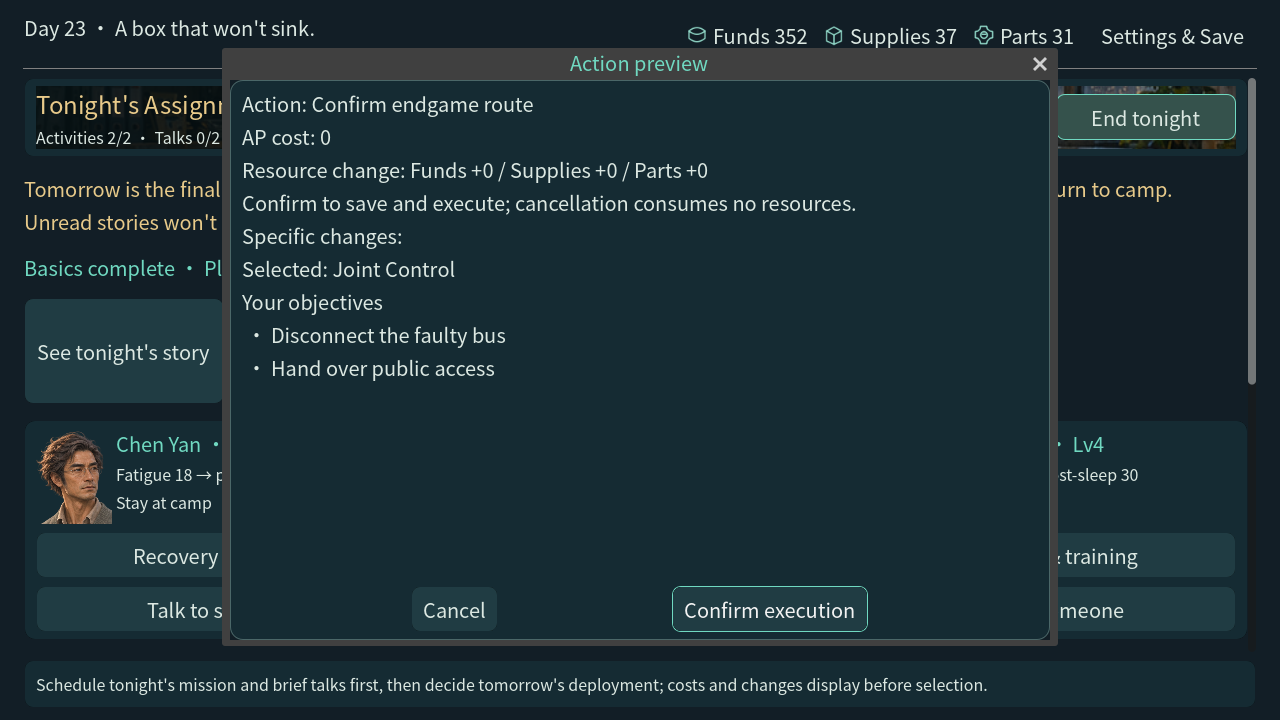 Day 23 · A box that won't sink.
Funds 352
Supplies 37
Parts 31
Settings & Save
Action preview
Tonight's
Activities 2/2 · Talks 0/2
End tonight
Tomorrow is the final
to camp.
Unread stories won't
Basics complete ·
See tonight's story
Action: Confirm endgame route
AP cost: 0
Resource change: Funds +0 / Supplies +0 / Parts +0
Confirm to save and execute; cancellation consumes no resources.
Specific changes:
Selected: Joint Control
Your objectives
· Disconnect the faulty bus
· Hand over public access
Cancel
Confirm execution
Chen Yan ·
Fatigue 18 →
Stay at camp
Recovery
Talk to
· Lv4
30
training
Schedule tonight's mission and brief talks first, then decide tomorrow's deployment; costs and changes display before selection.